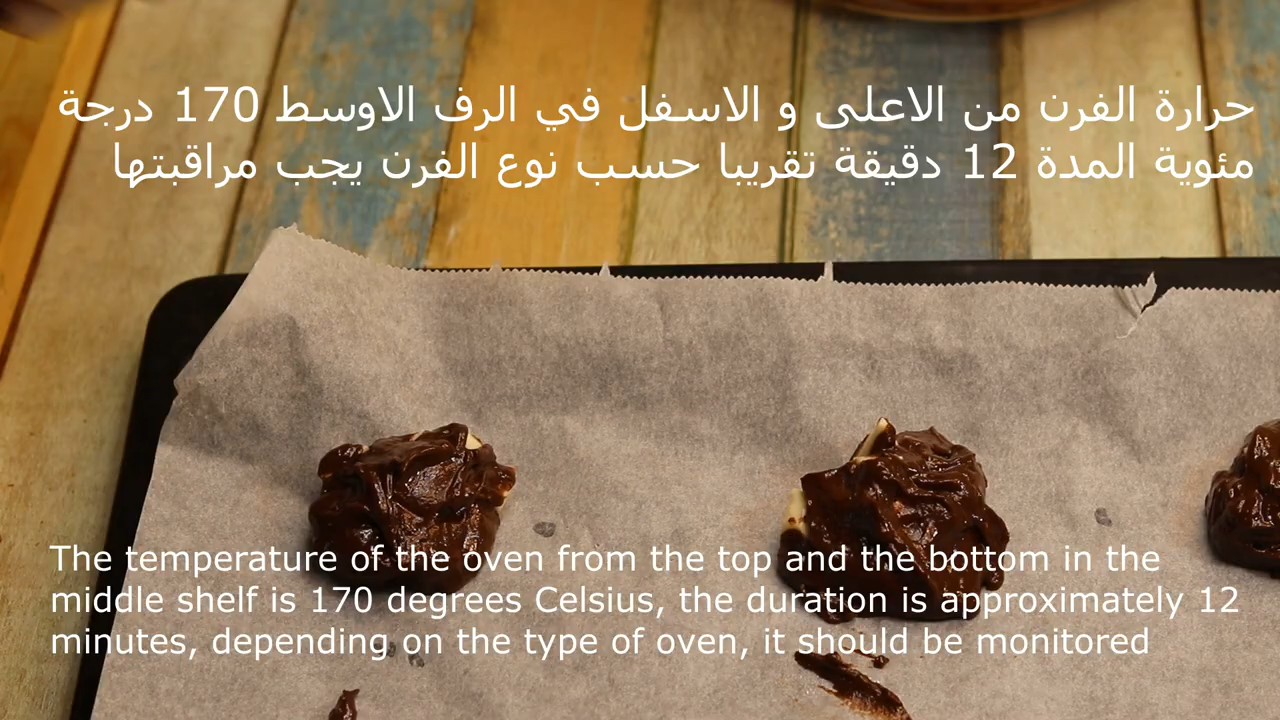 حرارة الفرن من الاعلى و الاسفل في الرف الاوسط 170 درجة
مئوية المدة 12 دقيقة تقريبا حسب نوع الفرن يجب مراقبتها
The temperature of the oven from the top and the bottom in the
middle shelf is 170 degrees Celsius, the duration is approximately 12
minutes, depending on the type of oven, it should be monitored